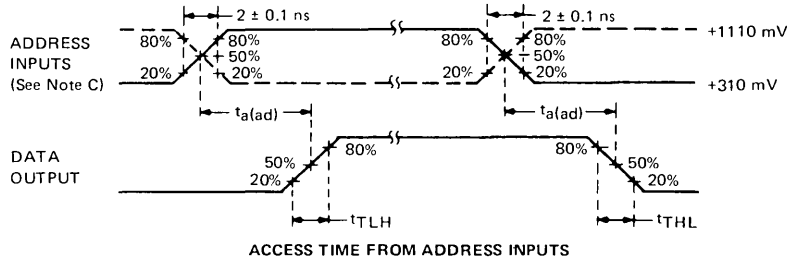 2 ± 0.1 ns 2 ± 0.1 ns
ADDRESS INPUTS (See Note C)
80% 80% 80% 80% +1110 mV
50% 50%
20% 20% 20% 20% +310 mV
ta(ad) ta(ad)
DATA OUTPUT
80% 80%
50% 50%
20% 20%
tTLH tTHL
ACCESS TIME FROM ADDRESS INPUTS